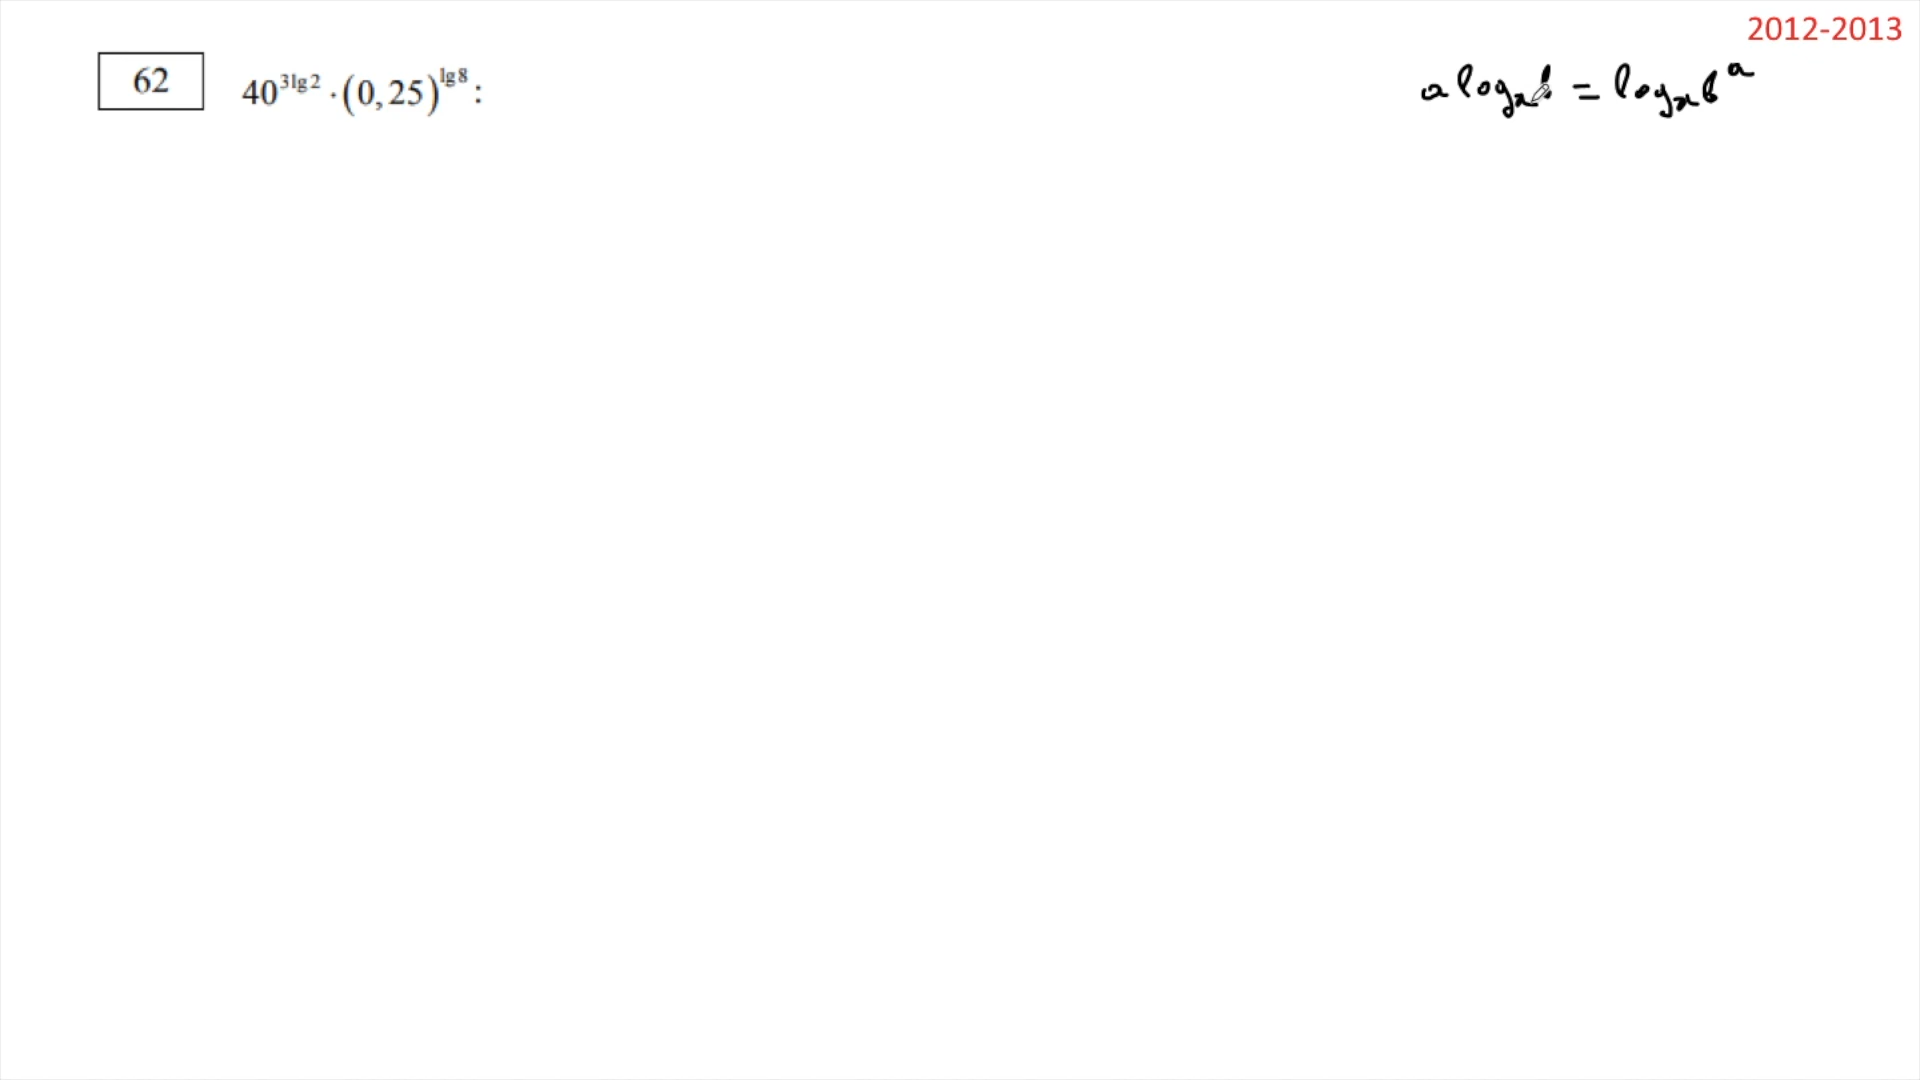 2012-2013
62 40^{3lg2} · (0,25)^{lg8} :
a log_x b = log_x b^a